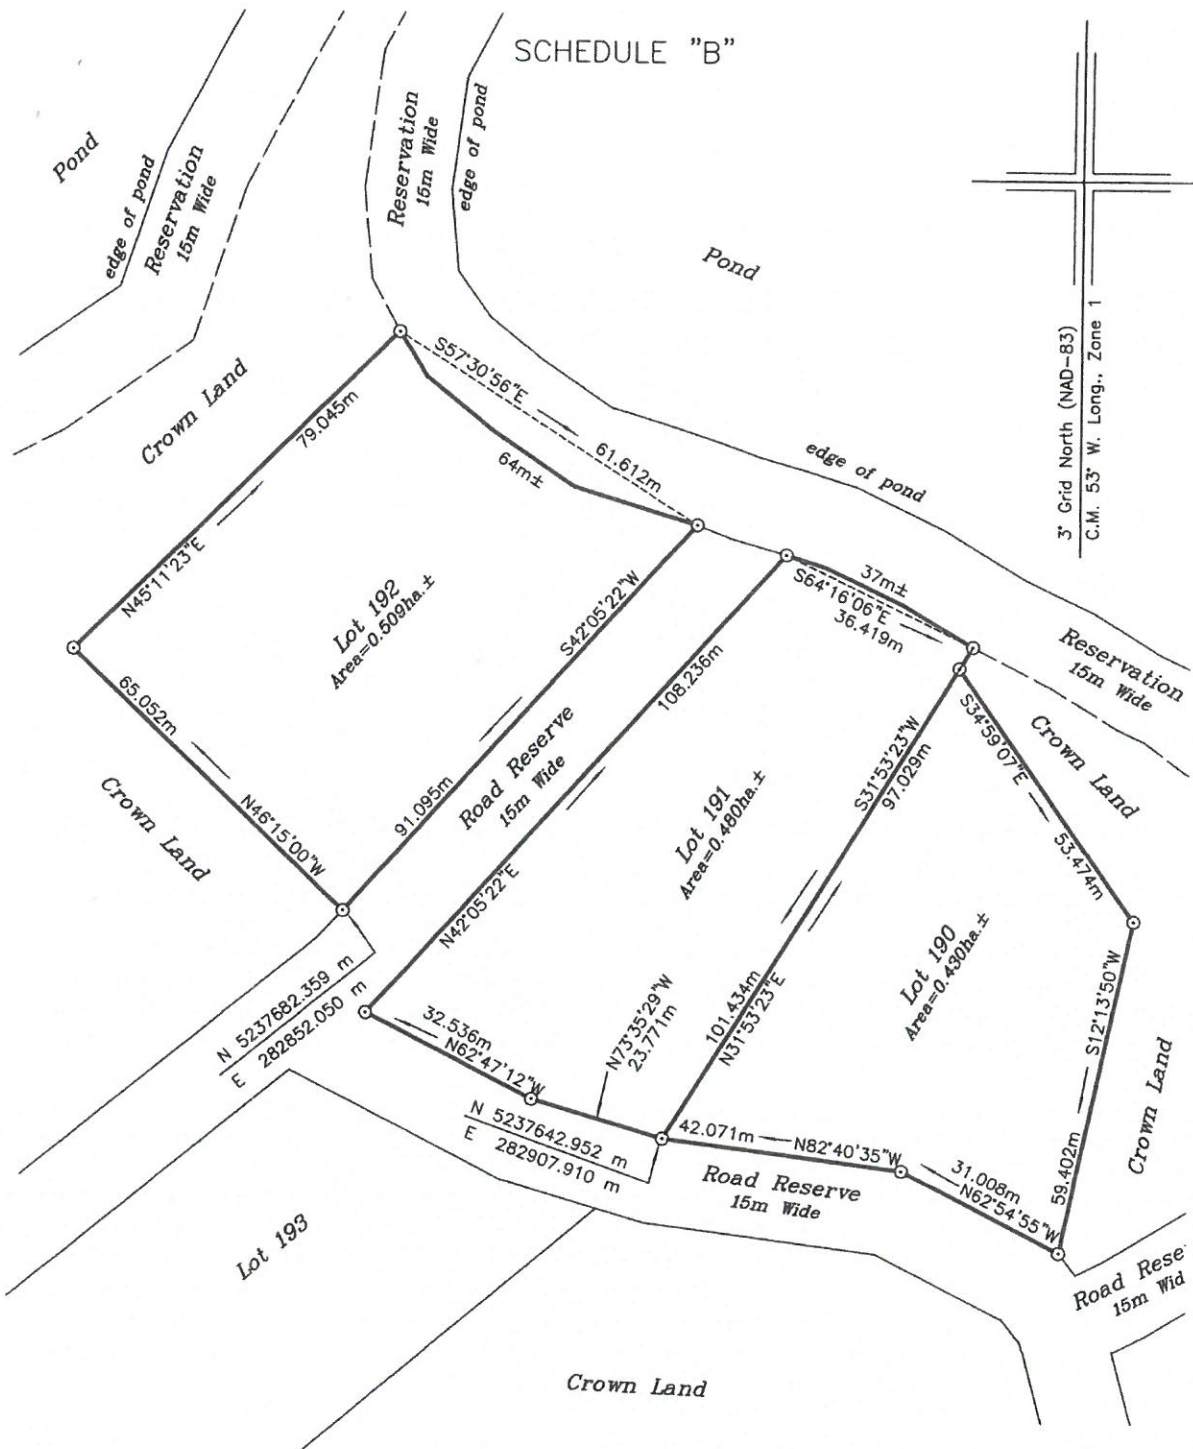 SCHEDULE "B"
Pond
edge of pond
Reservation
15m Wide
Reservation
15m Wide
edge of pond
Pond
3° Grid North (NAD-83)
C.M. 53° W. Long., Zone 1
Crown Land
N45°11'23"E
79.045m
S57°30'56"E
61.612m
64m±
edge of pond
Lot 192
Area=0.509ha.±
S42°05'22"W
91.095m
65.052m
N46°15'00"W
Crown Land
Road Reserve
15m Wide
37m±
S64°16'06"E
36.419m
Reservation
15m Wide
108.236m
N42°05'22"E
Lot 191
Area=0.480ha.±
S31°53'23"W
97.029m
S34°59'07"E
53.474m
Crown Land
Lot 190
Area=0.430ha.±
101.434m
N31°53'23"E
S12°13'50"W
59.402m
Crown Land
N 5237682.359 m
E 282852.050 m
32.536m
N62°47'12"W
N73°35'29"W
23.771m
N 5237642.952 m
E 282907.910 m
42.071m
N82°40'35"W
31.008m
N62°54'55"W
Road Reserve
15m Wide
Road Rese
15m Wid
Lot 193
Crown Land